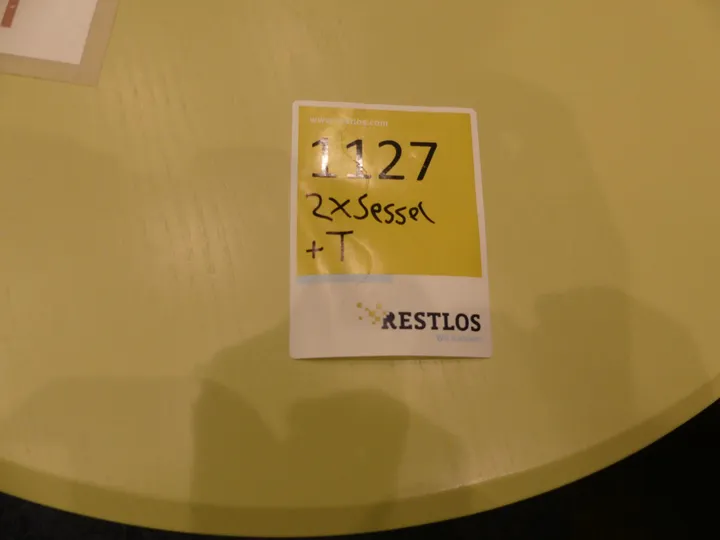 1127
2xSessel
+T
RESTLOS